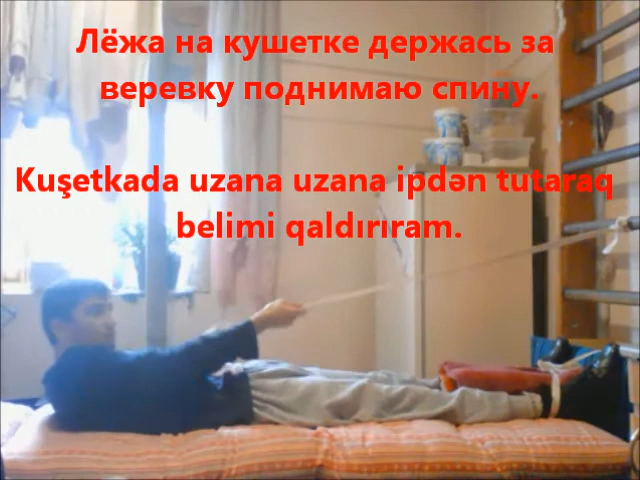 Лёжа на кушетке держась за
веревку поднимаю спину.
Kuşetkada uzana uzana ipdən tutaraq
belimi qaldırıram.